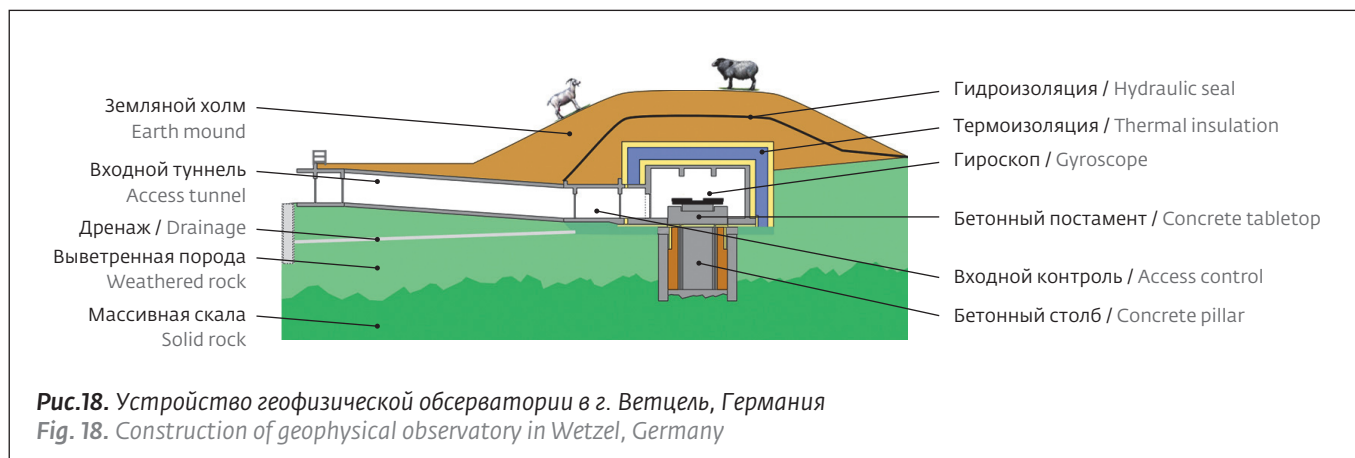 Земляной холм
Earth mound
Входной туннель
Access tunnel
Дренаж / Drainage
Выветренная порода
Weathered rock
Массивная скала
Solid rock
Гидроизоляция / Hydraulic seal
Термоизоляция / Thermal insulation
Гироскоп / Gyroscope
Бетонный постамент / Concrete tabletop
Входной контроль / Access control
Бетонный столб / Concrete pillar
Рис.18. Устройство геофизической обсерватории в г. Ветцель, Германия
Fig. 18. Construction of geophysical observatory in Wetzel, Germany